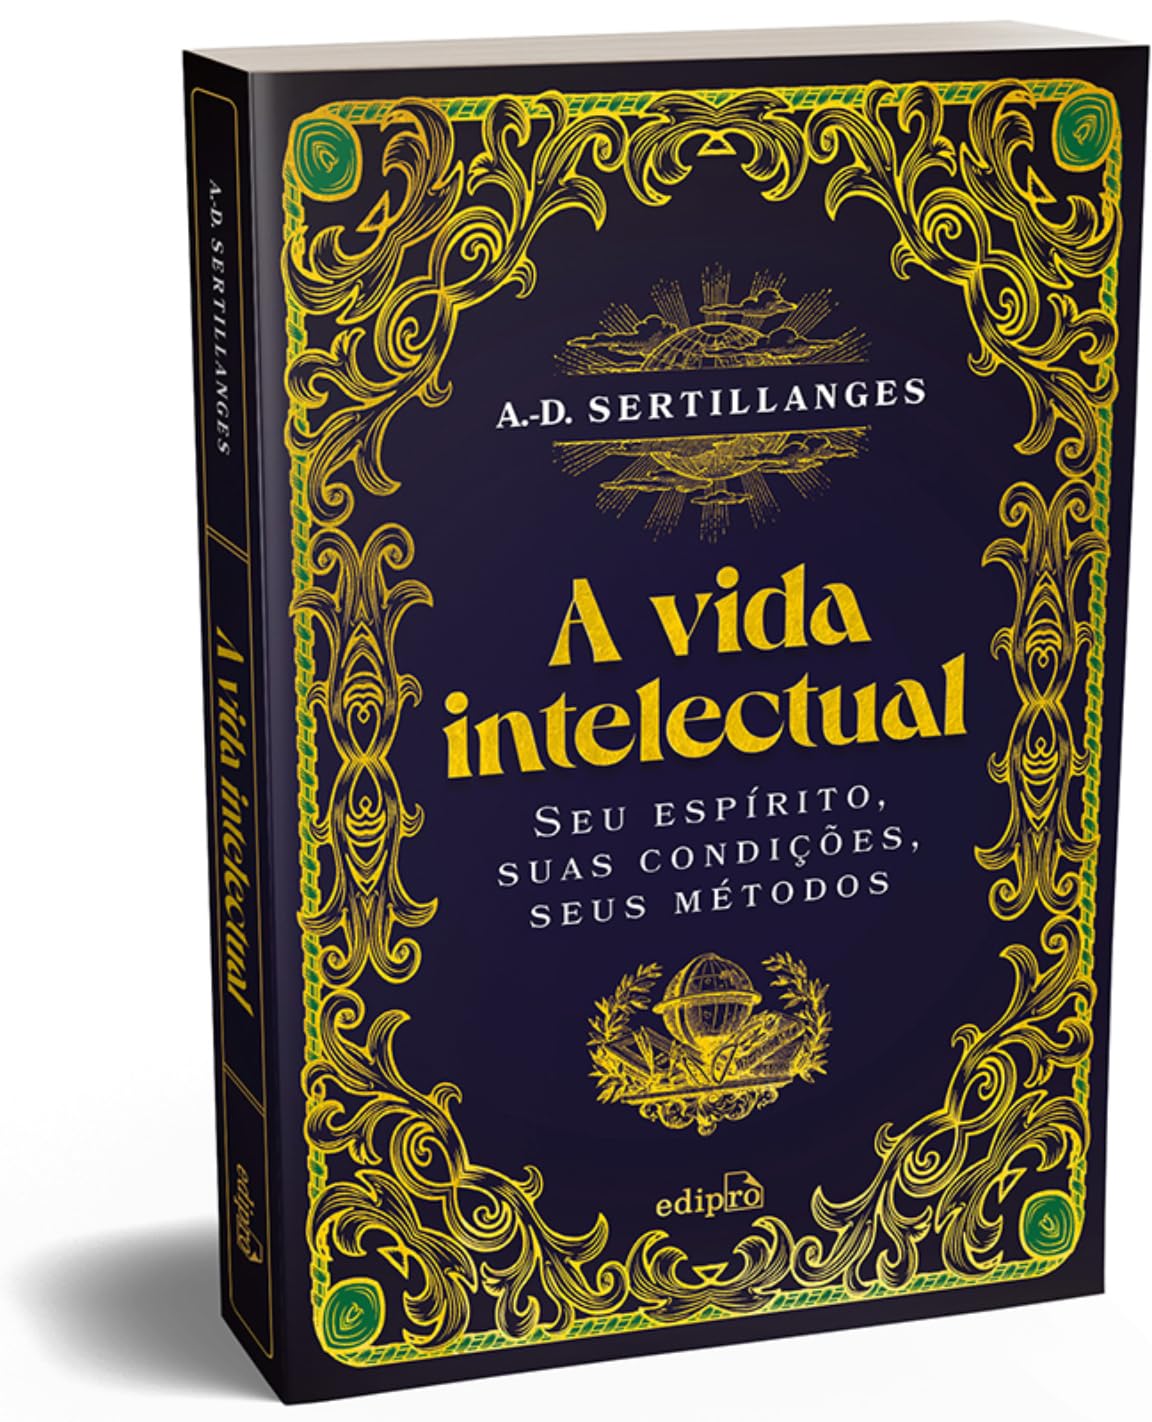 A.-D. SERTILLANGES
A vida intelectual
edipro
A.-D. SERTILLANGES
A vida
intelectual
SEU ESPÍRITO,
SUAS CONDIÇÕES,
SEUS MÉTODOS
edipro